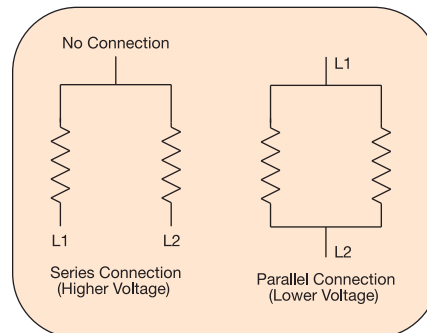 No Connection
L1
L2
Series Connection
(Higher Voltage)
L1
L2
Parallel Connection
(Lower Voltage)